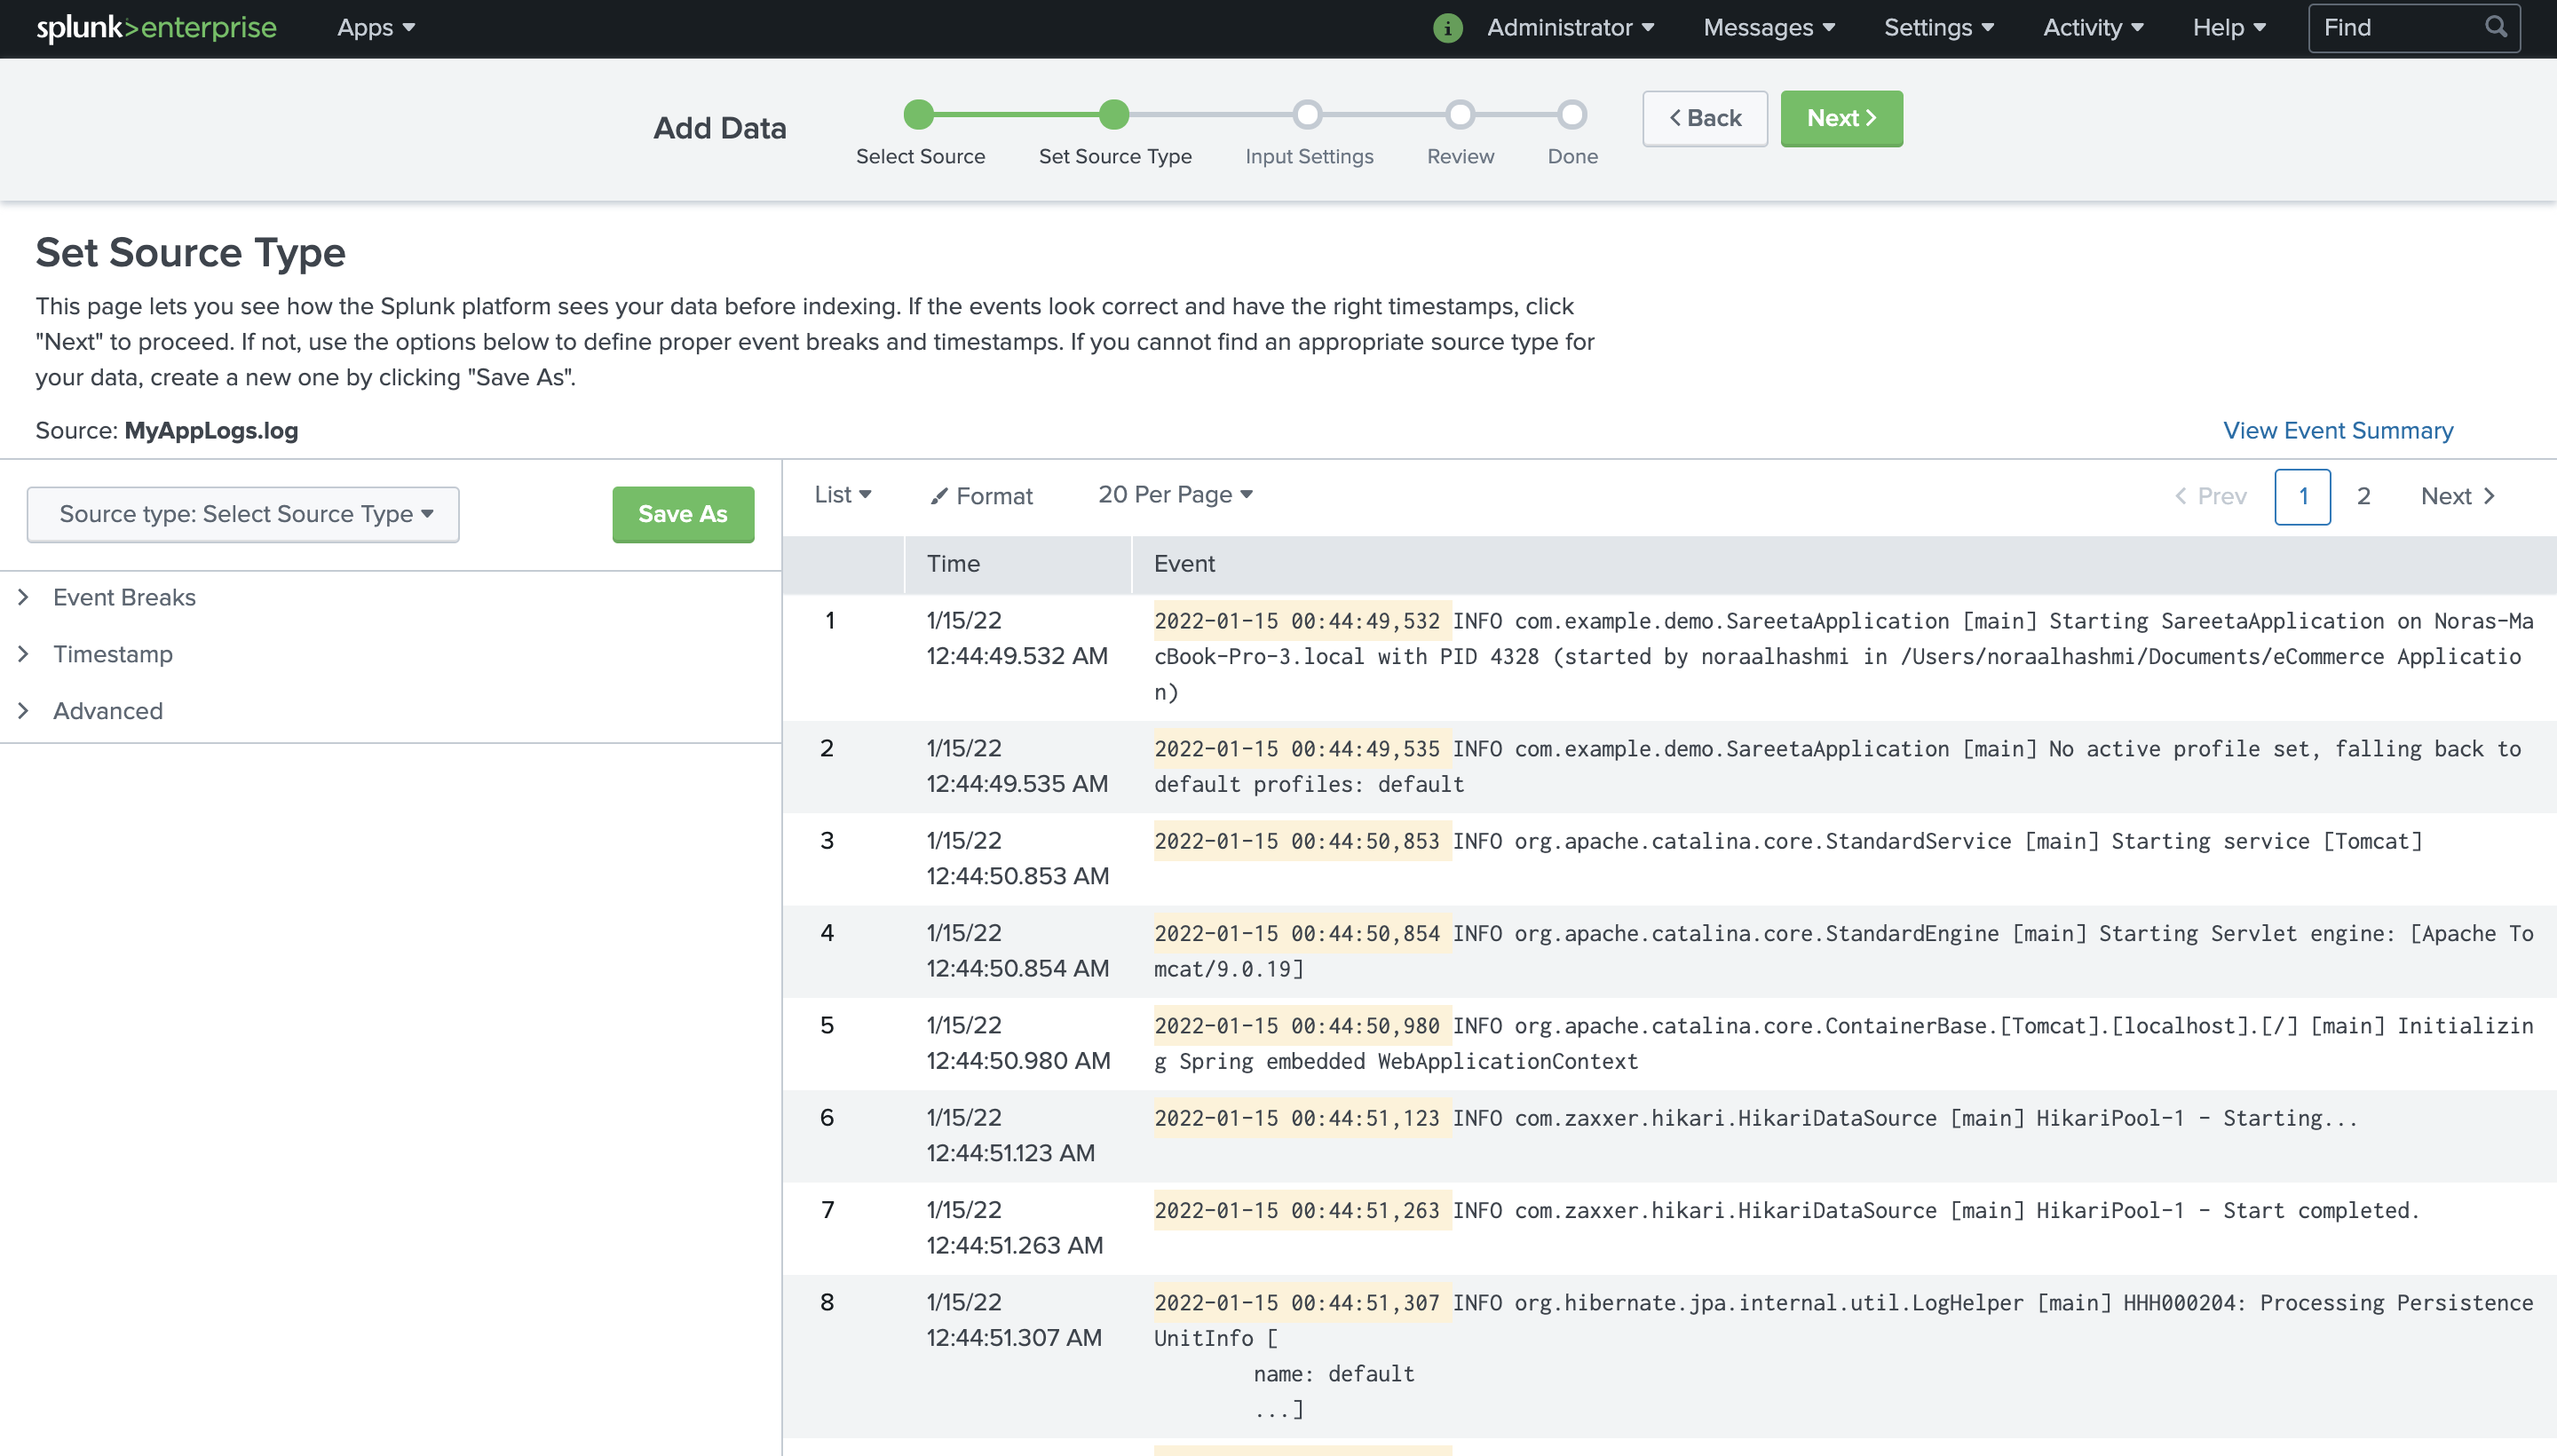 splunk>enterprise Apps Administrator Messages Settings Activity Help Find
Add Data
Select Source Set Source Type Input Settings Review Done
Back Next
Set Source Type
This page lets you see how the Splunk platform sees your data before indexing. If the events look correct and have the right timestamps, click
"Next" to proceed. If not, use the options below to define proper event breaks and timestamps. If you cannot find an appropriate source type for
your data, create a new one by clicking "Save As".
Source: MyAppLogs.log
View Event Summary
Source type: Select Source Type
Save As
Event Breaks
Timestamp
Advanced
List Format 20 Per Page
Prev 1 2 Next
Time Event
1
1/15/22
12:44:49.532 AM
2022-01-15 00:44:49,532 INFO com.example.demo.SareetaApplication [main] Starting SareetaApplication on Noras-Ma
cBook-Pro-3.local with PID 4328 (started by noraalhashmi in /Users/noraalhashmi/Documents/eCommerce Applicatio
n)
2
1/15/22
12:44:49.535 AM
2022-01-15 00:44:49,535 INFO com.example.demo.SareetaApplication [main] No active profile set, falling back to
default profiles: default
3
1/15/22
12:44:50.853 AM
2022-01-15 00:44:50,853 INFO org.apache.catalina.core.StandardService [main] Starting service [Tomcat]
4
1/15/22
12:44:50.854 AM
2022-01-15 00:44:50,854 INFO org.apache.catalina.core.StandardEngine [main] Starting Servlet engine: [Apache To
mcat/9.0.19]
5
1/15/22
12:44:50.980 AM
2022-01-15 00:44:50,980 INFO org.apache.catalina.core.ContainerBase.[Tomcat].[localhost].[/] [main] Initializin
g Spring embedded WebApplicationContext
6
1/15/22
12:44:51.123 AM
2022-01-15 00:44:51,123 INFO com.zaxxer.hikari.HikariDataSource [main] HikariPool-1 - Starting...
7
1/15/22
12:44:51.263 AM
2022-01-15 00:44:51,263 INFO com.zaxxer.hikari.HikariDataSource [main] HikariPool-1 - Start completed.
8
1/15/22
12:44:51.307 AM
2022-01-15 00:44:51,307 INFO org.hibernate.jpa.internal.util.LogHelper [main] HHH000204: Processing Persistence
UnitInfo [
name: default
...]